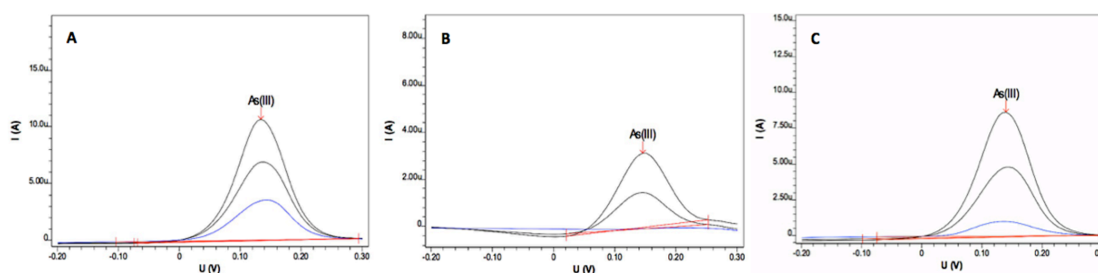 A
As(III)
15.0u
10.0u
5.00u
0
I (A)
-0.20
-0.10
0
0.10
0.20
0.30
U (V)
B
As(III)
8.00u
6.00u
4.00u
2.00u
0
I (A)
-0.20
-0.10
0
0.10
0.20
0.30
U (V)
C
As(III)
15.0u
12.5u
10.0u
7.50u
5.00u
2.50u
0
I (A)
-0.20
-0.10
0
0.10
0.20
U (V)